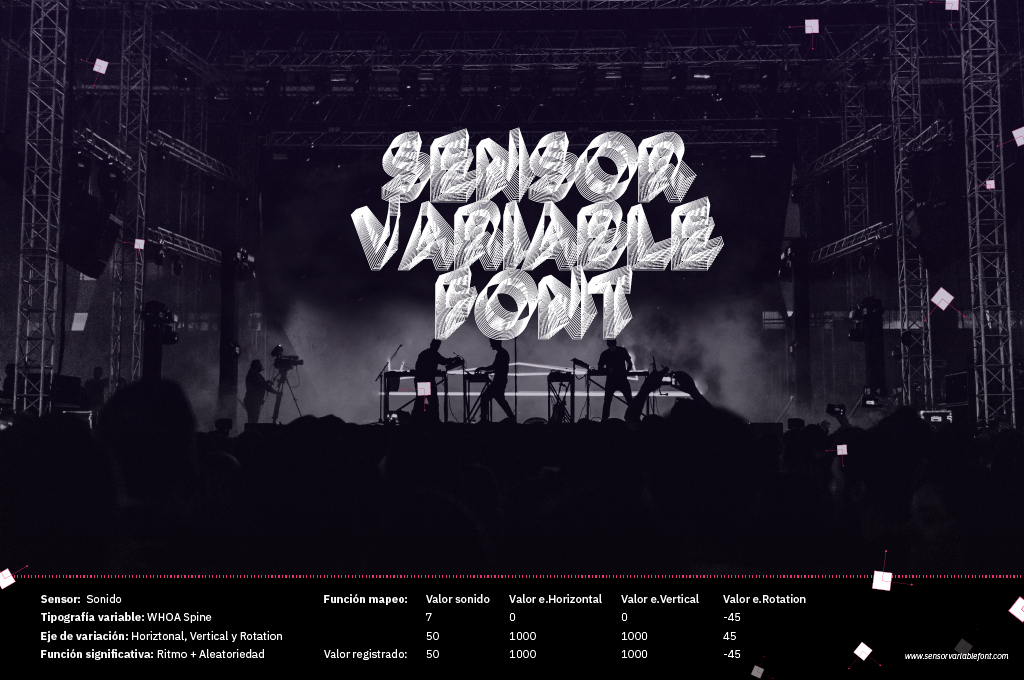 SENSOR
VARIABLE
FONT
Sensor: Sonido
Tipografía variable: WHOA Spine
Eje de variación: Horiztonal, Vertical y Rotation
Función significativa: Ritmo + Aleatoriedad
Función mapeo: Valor sonido Valor e.Horizontal Valor e.Vertical Valor e.Rotation
7 0 0 -45
50 1000 1000 45
Valor registrado: 50 1000 1000 -45
www.sensorvariablefont.com